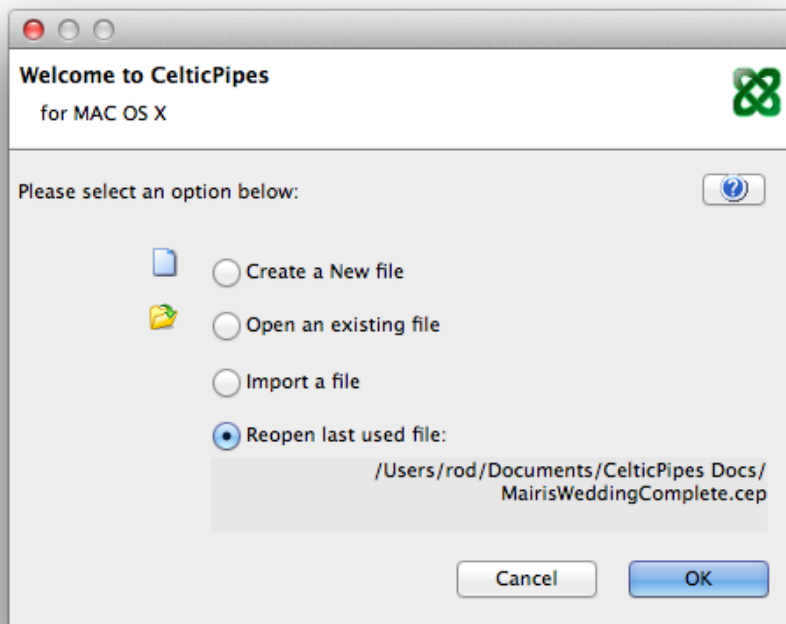 Welcome to CelticPipes
for MAC OS X
Please select an option below:
?
Create a New file
Open an existing file
Import a file
Reopen last used file:
/Users/rod/Documents/CelticPipes Docs/
MairisWeddingComplete.cep
Cancel
OK